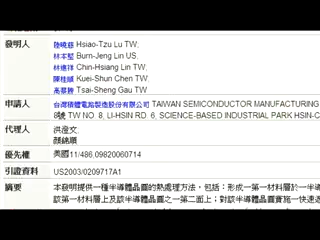 發明人
陸曉慈 Hsiao-Tzu Lu TW;
林本堅 Burn-Jeng Lin US;
林進祥 Chin-Hsiang Lin TW;
陳桂順 Kuei-Shun Chen TW;
高蔡勝 Tsai-Sheng Gau TW
申請人
台灣積體電路製造股份有限公司 TAIWAN SEMICONDUCTOR MANUFACTURING
8號 TW NO. 8, LI-HSIN RD. 6, SCIENCE-BASED INDUSTRIAL PARK HSIN-C
代理人
洪澄文;
顏錦順
優先權
美國11/486,09820060714
引證資料
US2003/0209717A1
摘要
本發明提供一種半導體晶圓的熱處理方法，包括：形成一第一材料層於一半
該第一材料層上及該半導體晶圓之一第二面上；對該半導體晶圓實施一快速退